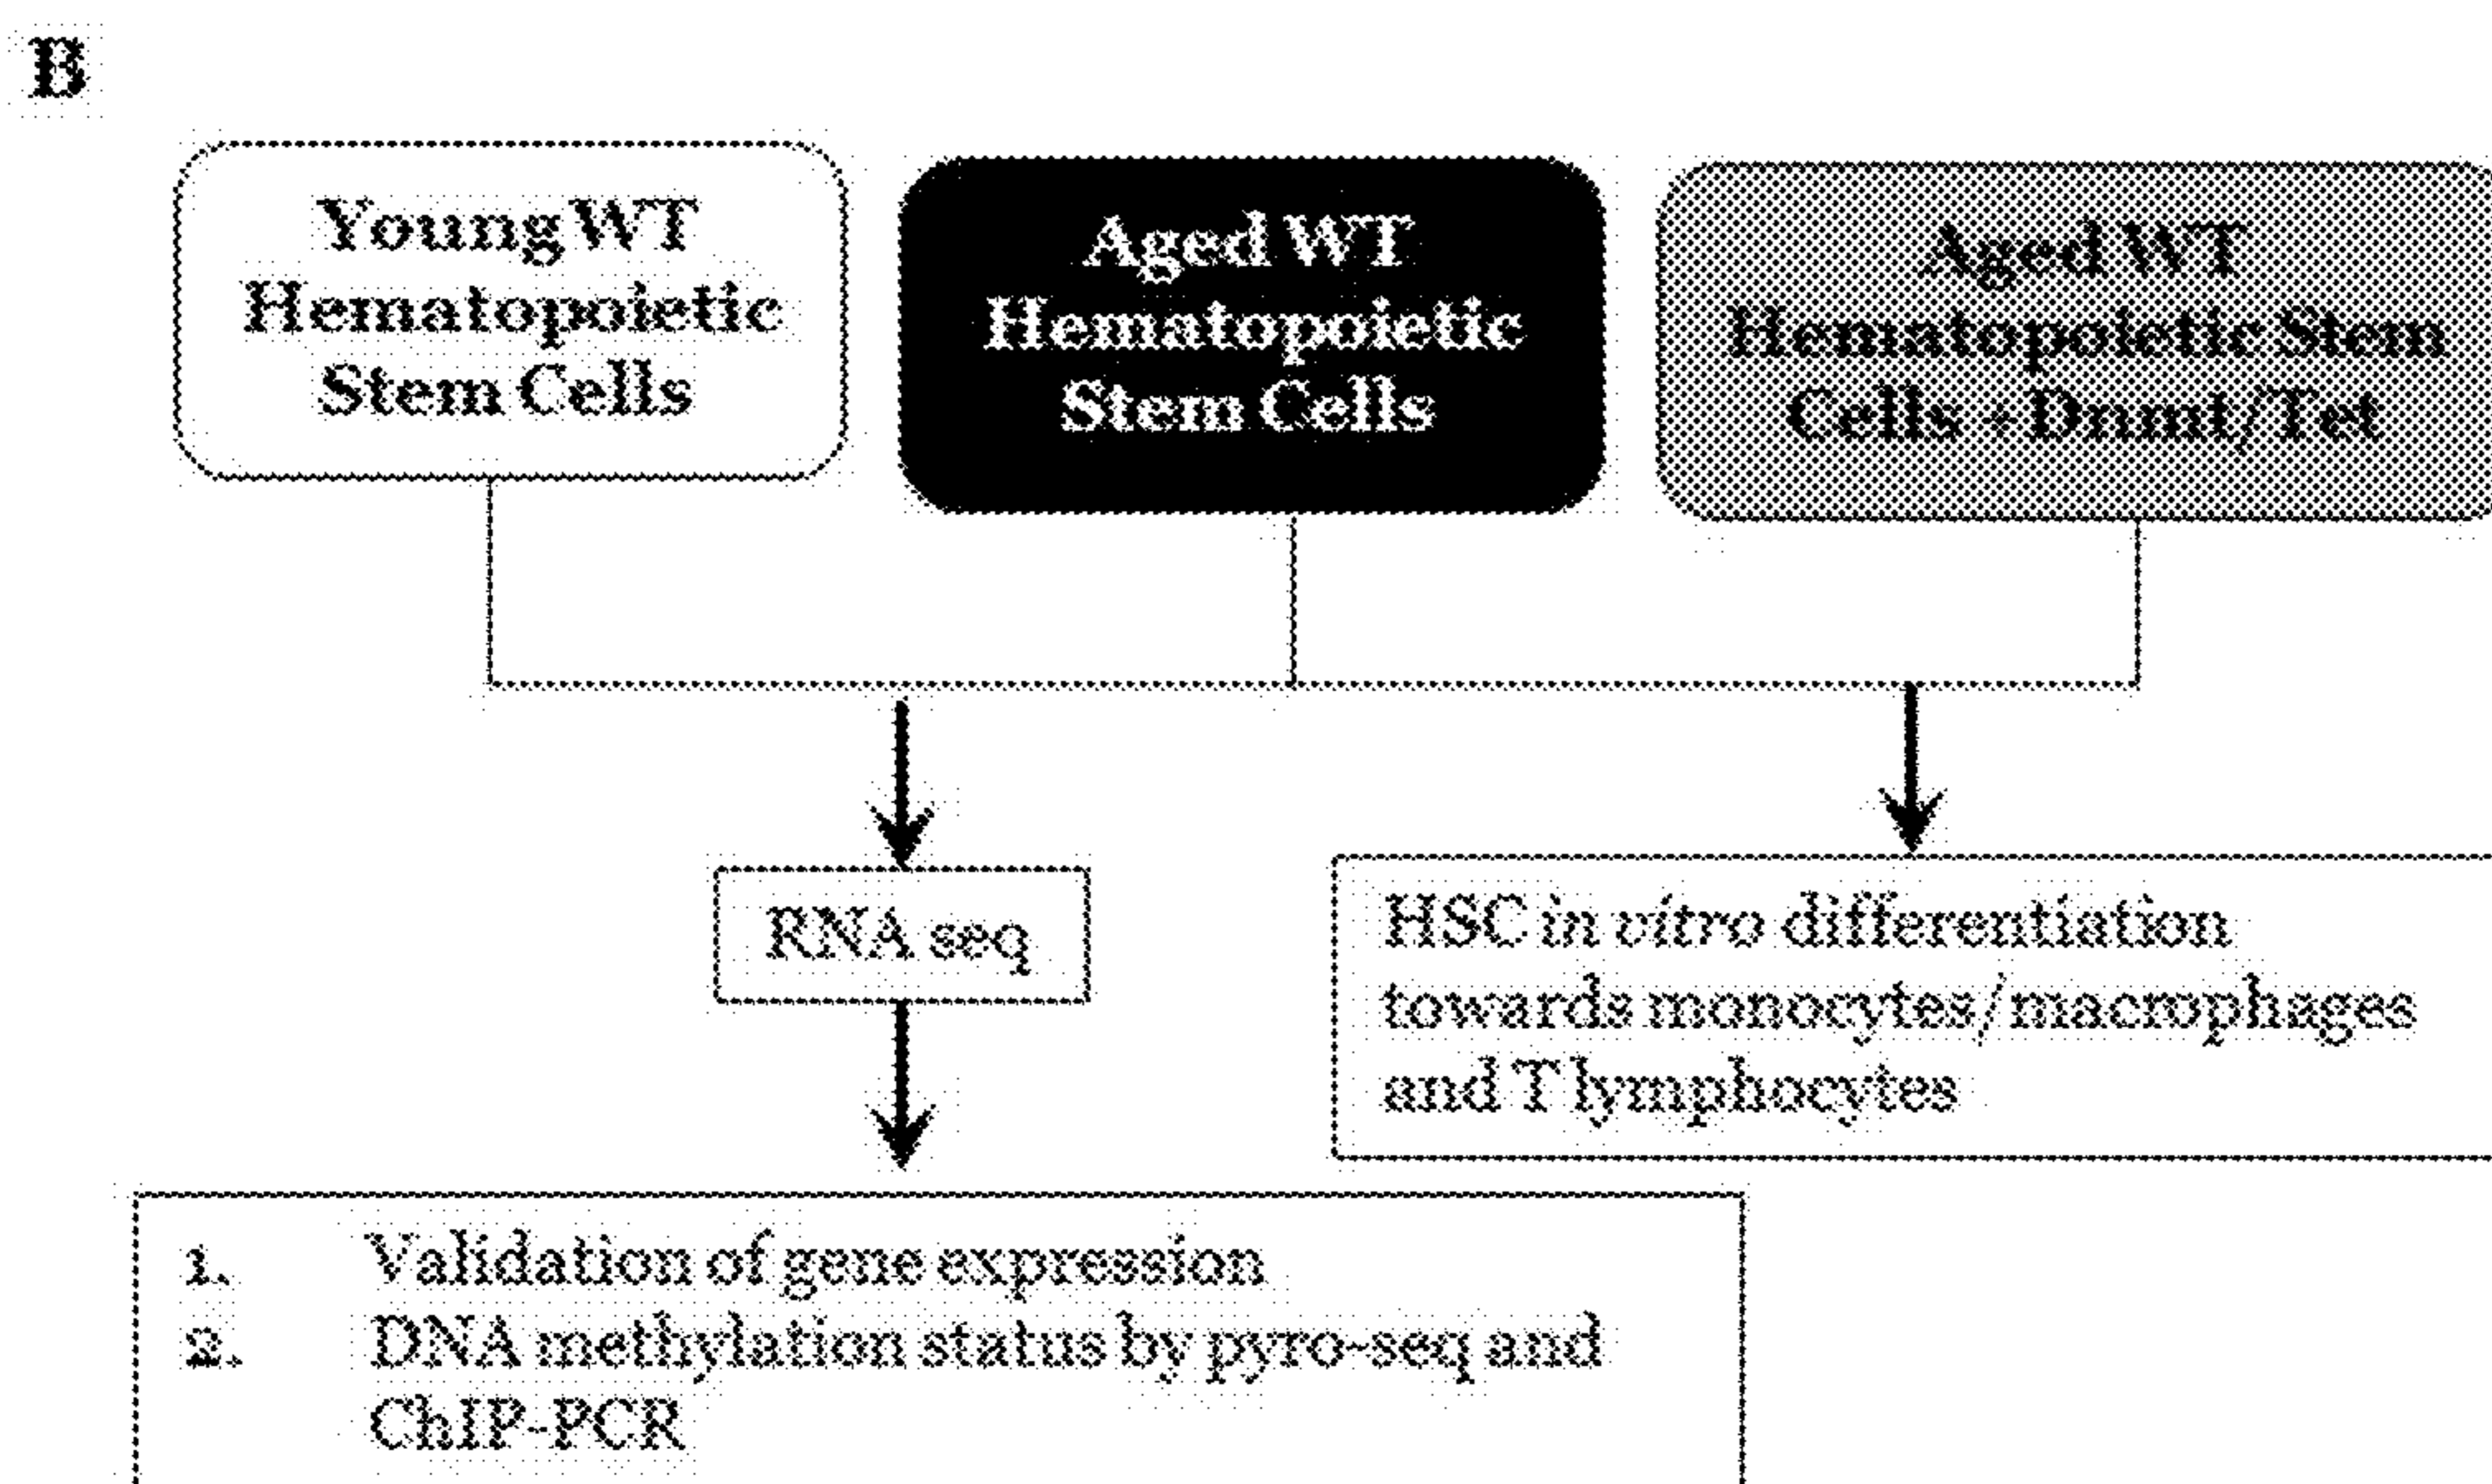 B
Young WT
Hematopoietic
Stem Cells
Aged WT
Hematopoietic
Stem Cells
Aged WT
Hematopoietic Stem
Cells +Dnmt/Tet
RNA seq
HSC in vitro differentiation
towards monocytes/macrophages
and T lymphocytes
1. Validation of gene expression
2. DNA methylation status by pyro-seq and
ChIP-PCR